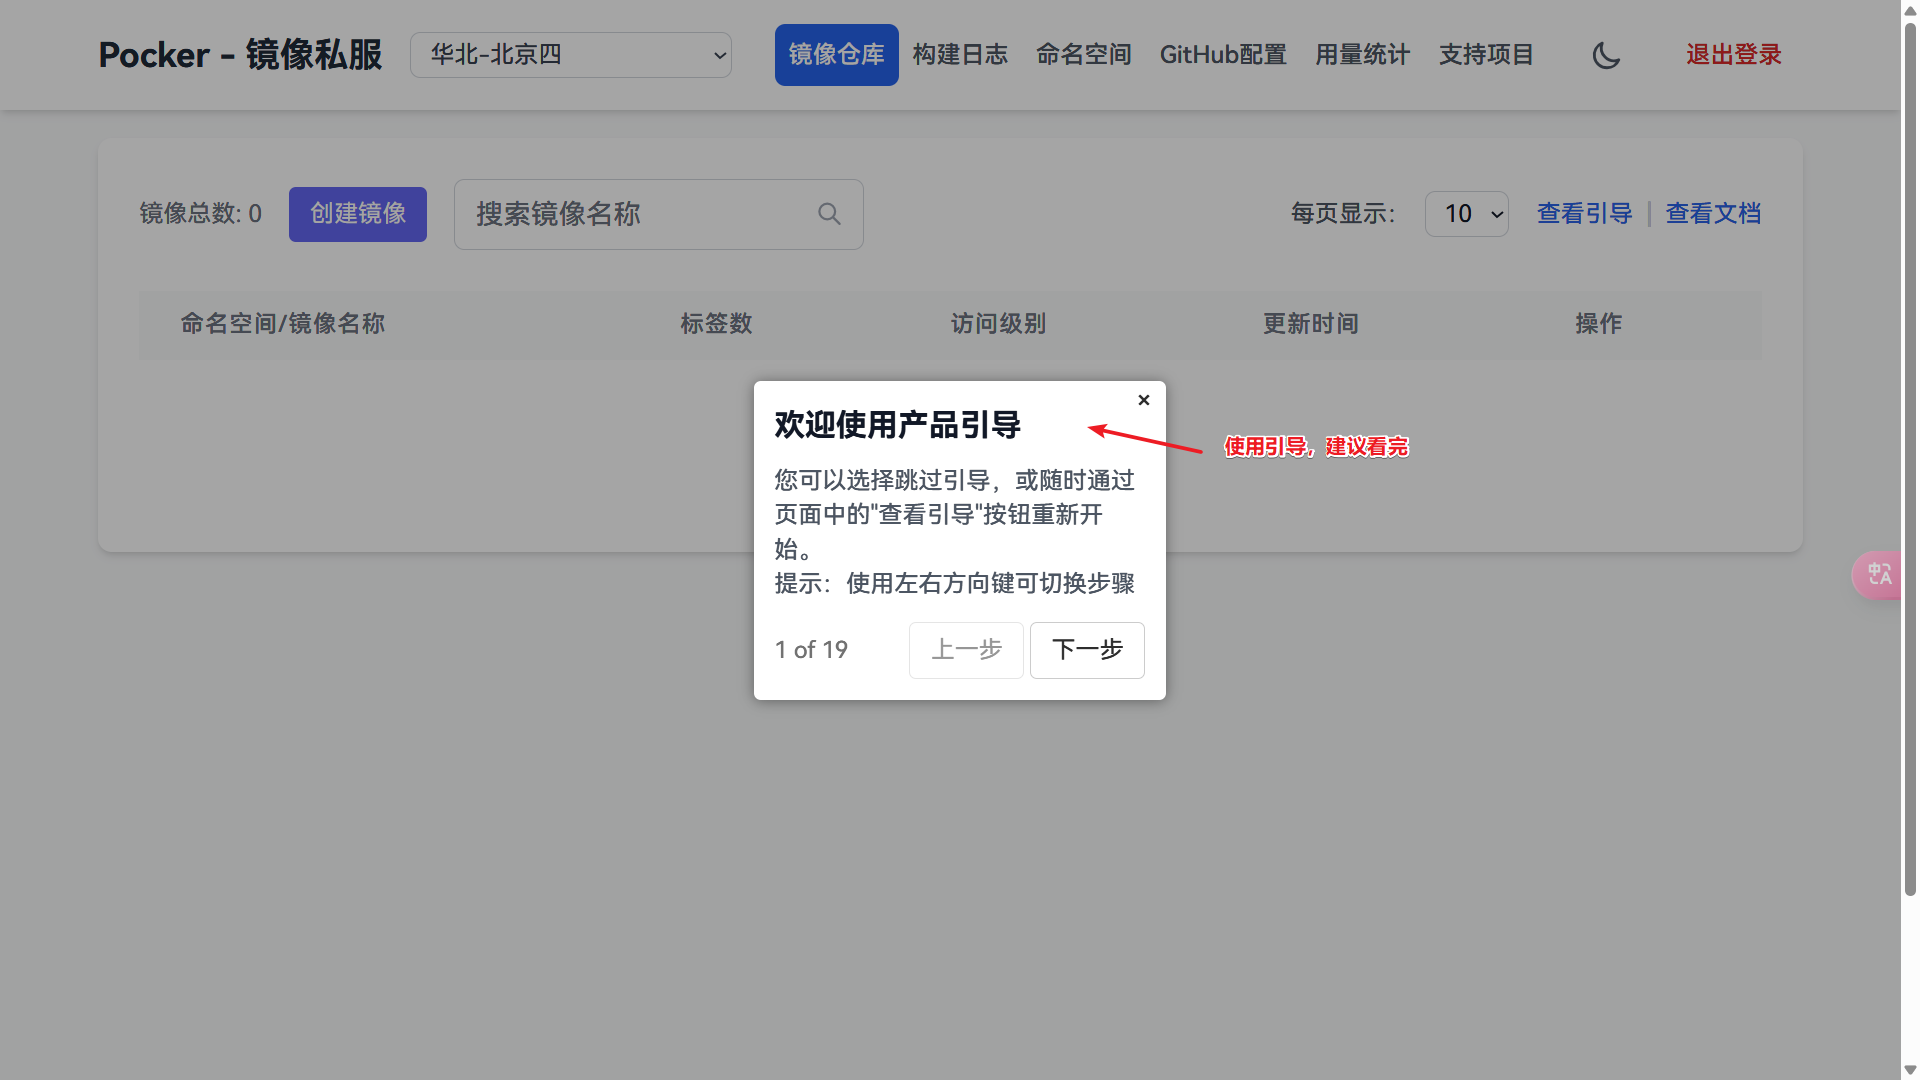 Pocker - 镜像私服
华北-北京四
镜像仓库
构建日志
命名空间
GitHub配置
用量统计
支持项目
退出登录
镜像总数: 0
创建镜像
搜索镜像名称
每页显示：
10
查看引导
查看文档
命名空间/镜像名称
标签数
访问级别
更新时间
操作
×
欢迎使用产品引导
使用引导，建议看完
您可以选择跳过引导，或随时通过
页面中的"查看引导"按钮重新开
始。
提示：使用左右方向键可切换步骤
1 of 19
上一步
下一步
中A